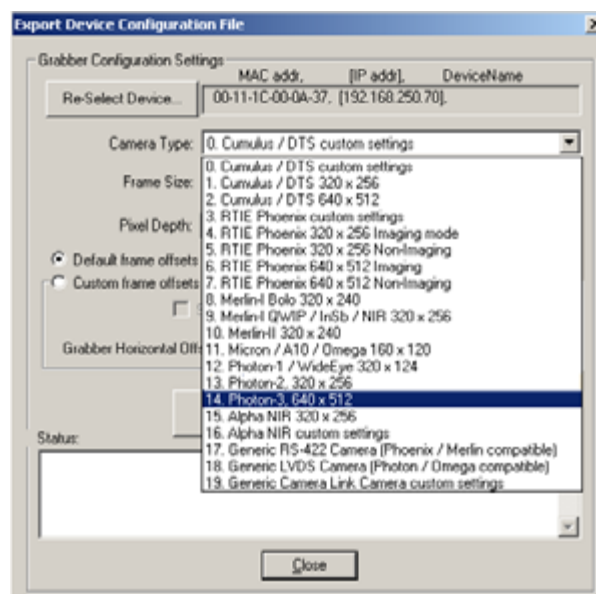 Export Device Configuration File
Grabber Configuration Settings
MAC addr, [IP addr], DeviceName
Re-Select Device... 00-11-1C-00-0A-37, [192.168.250.70],
Camera Type: 0. Cumulus / DTS custom settings
0. Cumulus / DTS custom settings
Frame Size: 1. Cumulus / DTS 320 x 256
2. Cumulus / DTS 640 x 512
3. RTIE Phoenix custom settings
Pixel Depth: 4. RTIE Phoenix 320 x 256 Imaging mode
5. RTIE Phoenix 320 x 256 Non-Imaging
Default frame offsets 6. RTIE Phoenix 640 x 512 Imaging
Custom frame offsets 7. RTIE Phoenix 640 x 512 Non-Imaging
8. Merlin-I Bolo 320 x 240
9. Merlin-I QWIP / InSb / NIR 320 x 256
10. Merlin-II 320 x 240
Grabber Horizontal Off 11. Micron / A10 / Omega 160 x 120
12. Photon-1 / WideEye 320 x 124
13. Photon-2, 320 x 256
14. Photon-3, 640 x 512
15. Alpha NIR 320 x 256
16. Alpha NIR custom settings
Status: 17. Generic RS-422 Camera (Phoenix / Merlin compatible)
18. Generic LVDS Camera (Photon / Omega compatible)
19. Generic Camera Link Camera custom settings
Close